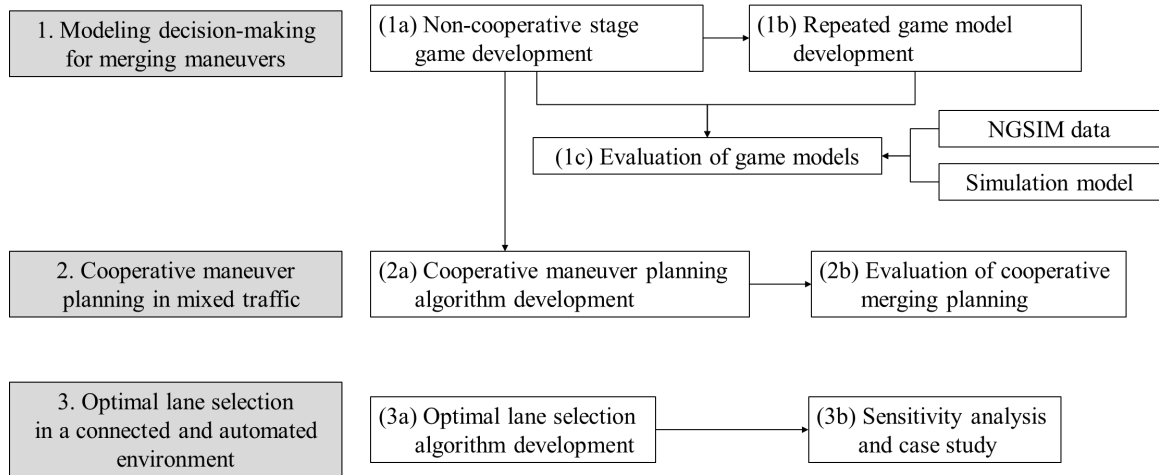 1. Modeling decision-making
for merging maneuvers
(1a) Non-cooperative stage
game development
(1b) Repeated game model
development
(1c) Evaluation of game models
NGSIM data
Simulation model
2. Cooperative maneuver
planning in mixed traffic
(2a) Cooperative maneuver planning
algorithm development
(2b) Evaluation of cooperative
merging planning
3. Optimal lane selection
in a connected and automated
environment
(3a) Optimal lane selection
algorithm development
(3b) Sensitivity analysis
and case study